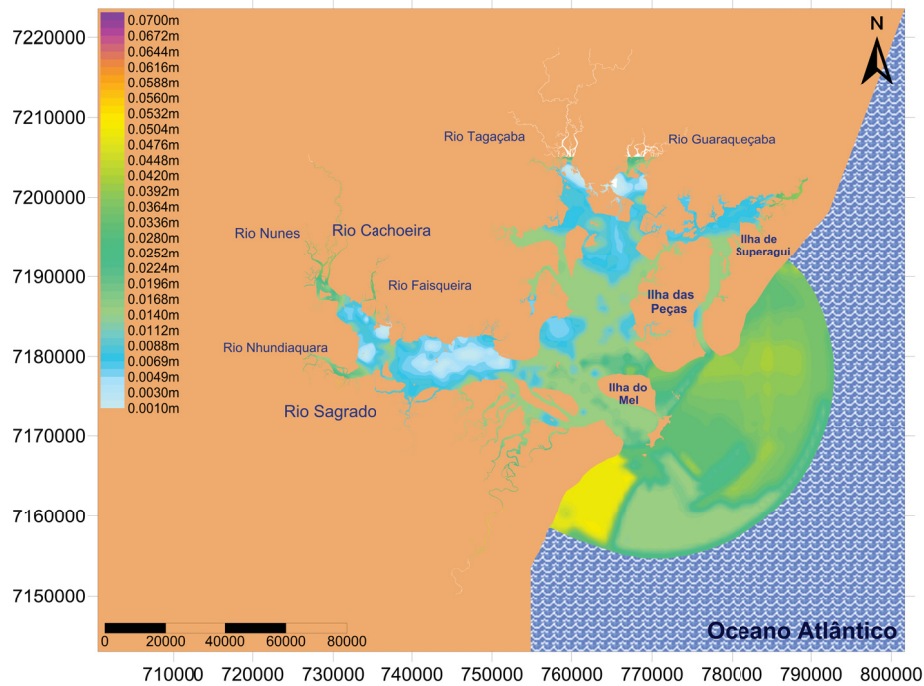 0.0700m
0.0672m
0.0644m
0.0616m
0.0588m
0.0560m
0.0532m
0.0504m
0.0476m
0.0448m
0.0420m
0.0392m
0.0364m
0.0336m
0.0280m
0.0252m
0.0224m
0.0196m
0.0168m
0.0140m
0.0112m
0.0069m
0.0049m
0.0030m
0.0010m
N
7220000
7210000
7200000
7190000
7180000
7170000
7160000
7150000
Rio Tagaçaba
Rio Guaraqueçaba
Rio Nunes
Rio Cachoeira
Ilha de
Superagui
Rio Faisqueira
Ilha das
Peças
Rio Nhundiaquara
Ilha do
Mel
Rio Sagrado
Oceano Atlântico
0 20000 40000 60000 80000
710000 720000 730000 740000 750000 760000 770000 780000 790000 800000